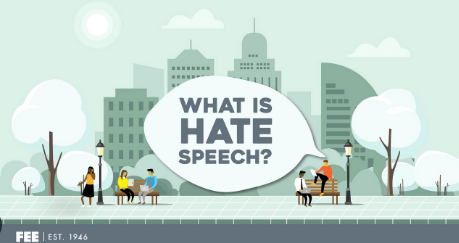 WHAT IS
HATE
SPEECH?
FEE | EST. 1946